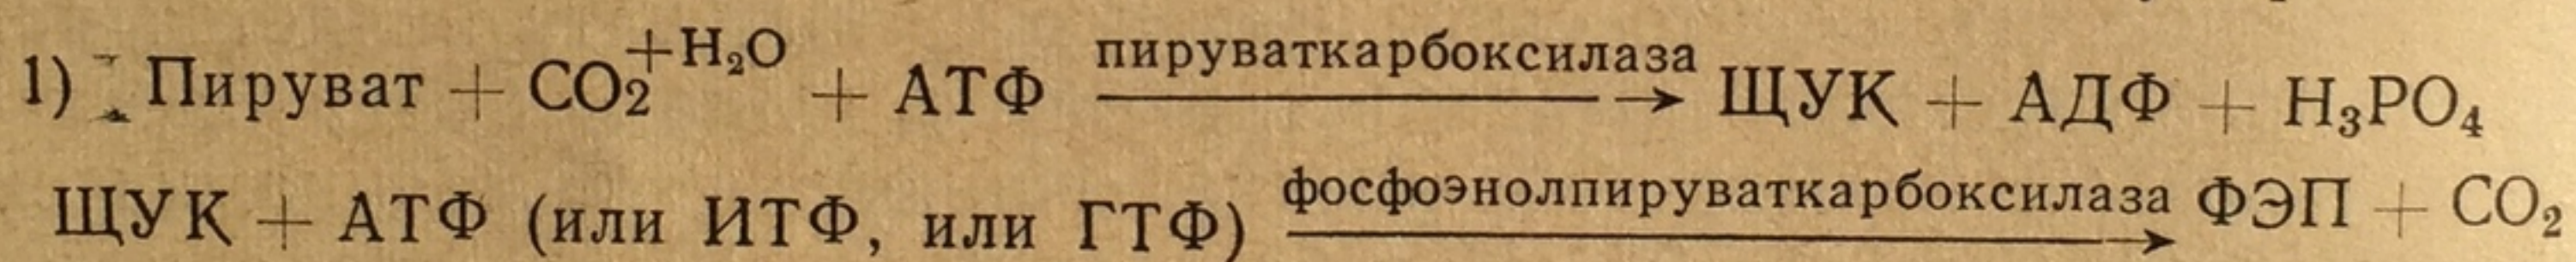 1) Пируват + CO₂ +H₂O + АТФ пируваткарбоксилаза → ЩУК + АДФ + H₃PO₄
ЩУК + АТФ (или ИТФ, или ГТФ) фосфоэнолпируваткарбоксилаза → ФЭП + CO₂